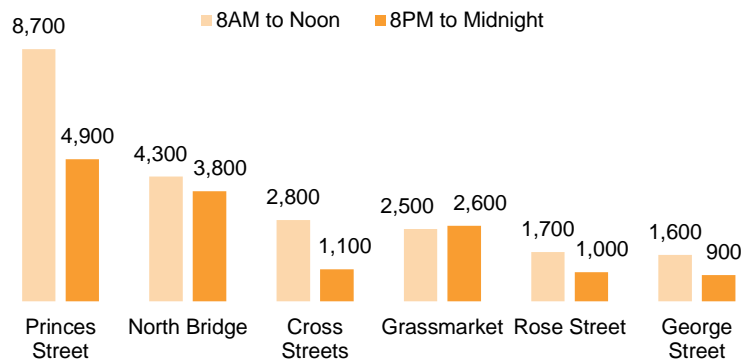 8AM to Noon 8PM to Midnight
8,700
4,900
4,300
3,800
2,800
1,100
2,500
2,600
1,700
1,000
1,600
900
Princes Street
North Bridge
Cross Streets
Grassmarket
Rose Street
George Street